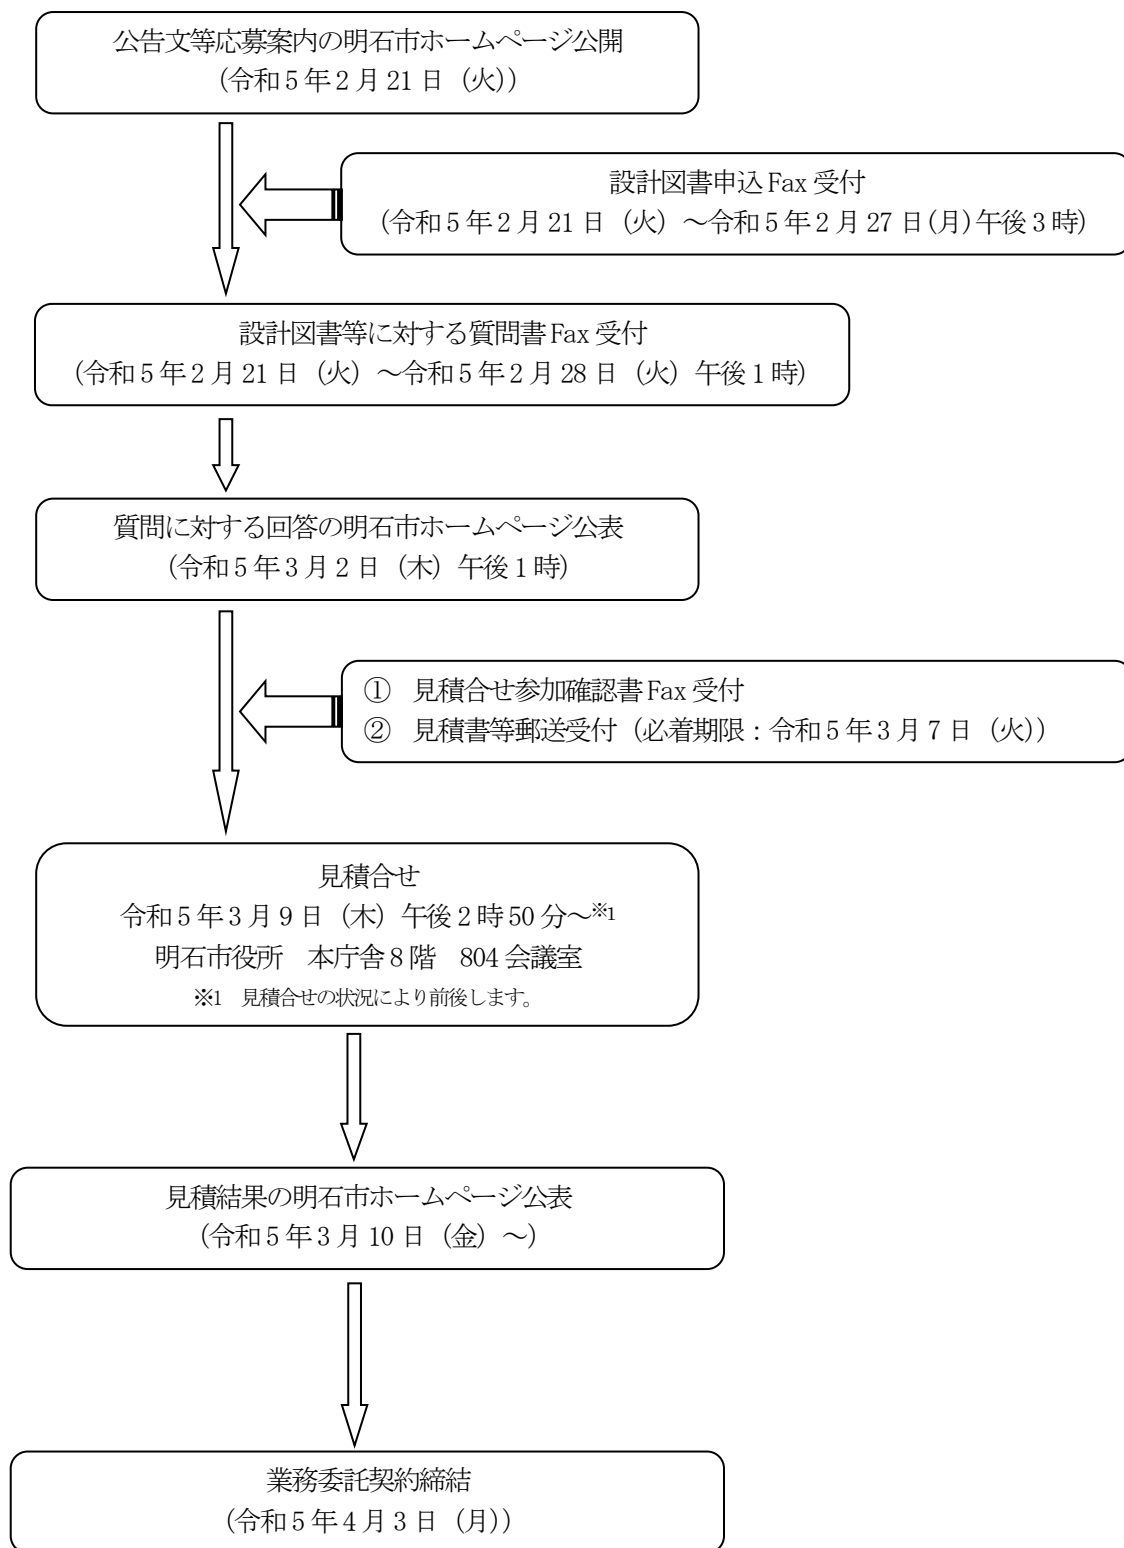 公告文等応募案内の明石市ホームページ公開
（令和5年2月21日（火））
設計図書申込Fax受付
（令和5年2月21日（火）～令和5年2月27日(月)午後3時）
設計図書等に対する質問書Fax受付
（令和5年2月21日（火）～令和5年2月28日（火）午後1時）
質問に対する回答の明石市ホームページ公表
（令和5年3月2日（木）午後1時）
①　見積合せ参加確認書Fax受付
②　見積書等郵送受付（必着期限：令和5年3月7日（火））
見積合せ
令和5年3月9日（木）午後2時50分～※1
明石市役所　本庁舎8階　804会議室
※1　見積合せの状況により前後します。
見積結果の明石市ホームページ公表
（令和5年3月10日（金）～）
業務委託契約締結
（令和5年4月3日（月））